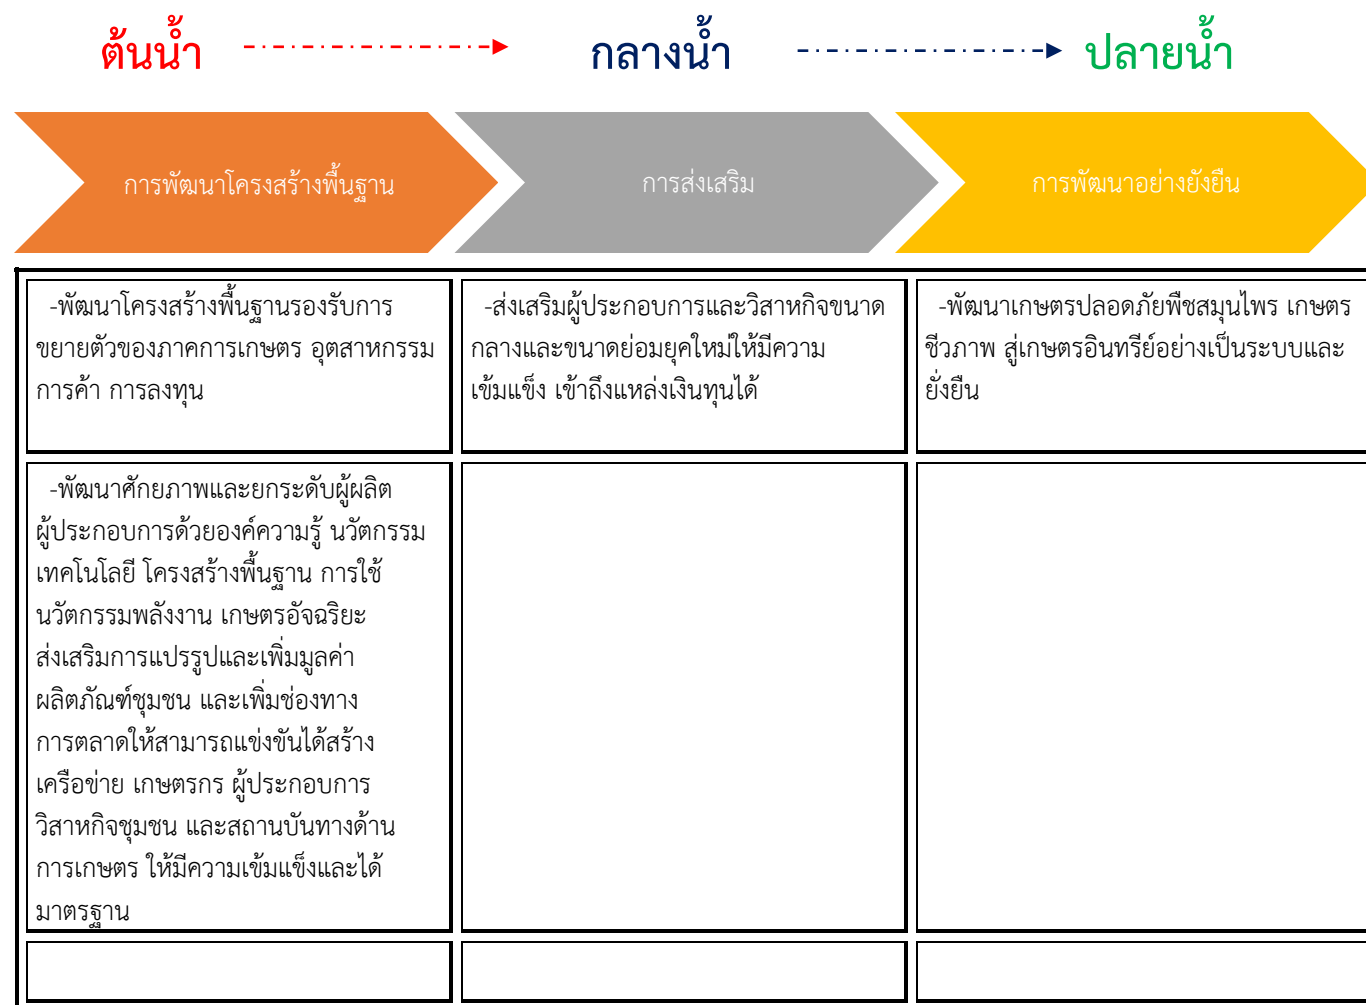 ต้นน้ำ กลางน้ำ ปลายน้ำ
การพัฒนาโครงสร้างพื้นฐาน การส่งเสริม การพัฒนาอย่างยังยืน
-พัฒนาโครงสร้างพื้นฐานรองรับการ
ขยายตัวของภาคการเกษตร อุตสาหกรรม
การค้า การลงทุน
-ส่งเสริมผู้ประกอบการและวิสาหกิจขนาด
กลางและขนาดย่อมยุคใหม่ให้มีความ
เข้มแข็ง เข้าถึงแหล่งเงินทุนได้
-พัฒนาเกษตรปลอดภัยพืชสมุนไพร เกษตร
ชีวภาพ สู่เกษตรอินทรีย์อย่างเป็นระบบและ
ยั่งยืน
-พัฒนาศักยภาพและยกระดับผู้ผลิต
ผู้ประกอบการด้วยองค์ความรู้ นวัตกรรม
เทคโนโลยี โครงสร้างพื้นฐาน การใช้
นวัตกรรมพลังงาน เกษตรอัจฉริยะ
ส่งเสริมการแปรรูปและเพิ่มมูลค่า
ผลิตภัณฑ์ชุมชน และเพิ่มช่องทาง
การตลาดให้สามารถแข่งขันได้สร้าง
เครือข่าย เกษตรกร ผู้ประกอบการ
วิสาหกิจชุมชน และสถานบันทางด้าน
การเกษตร ให้มีความเข้มแข็งและได้
มาตรฐาน